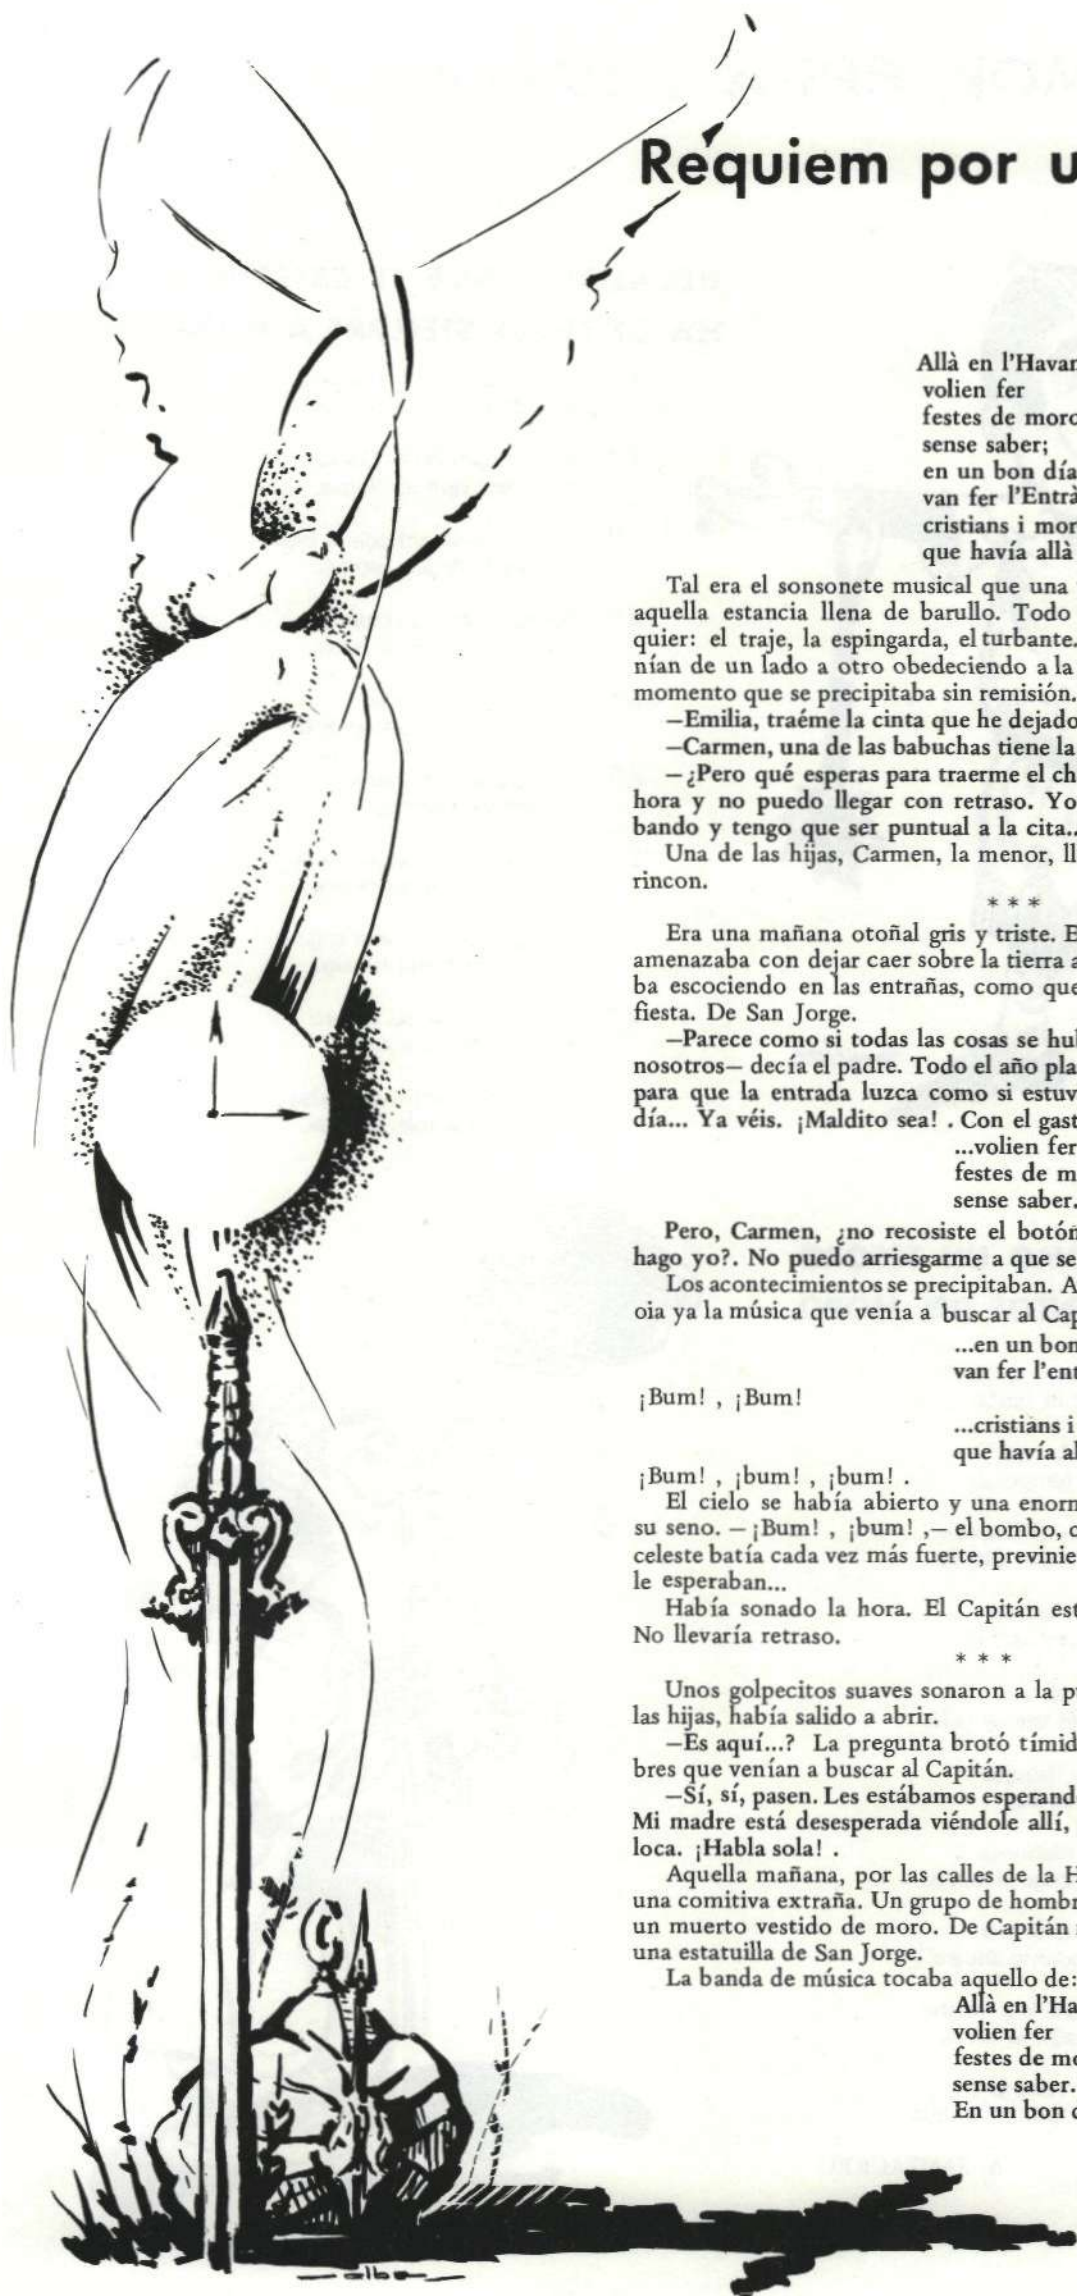 Requiem por u
Allà en l'Havan
volien fer
festes de moro
sense saber;
en un bon día
van fer l'Entrà
cristians i mor
que havía allà
Tal era el sonsonete musical que una
aquella estancia llena de barullo. Todo
quier: el traje, la espingarda, el turbante.
nían de un lado a otro obedeciendo a la
momento que se precipitaba sin remisión.
—Emilia, traéme la cinta que he dejado
—Carmen, una de las babuchas tiene la
—¿Pero qué esperas para traerme el ch
hora y no puedo llegar con retraso. Yo
bando y tengo que ser puntual a la cita..
Una de las hijas, Carmen, la menor, ll
rincon.
* * *
Era una mañana otoñal gris y triste. E
amenazaba con dejar caer sobre la tierra a
ba escociendo en las entrañas, como que
fiesta. De San Jorge.
—Parece como si todas las cosas se hul
nosotros— decía el padre. Todo el año pla
para que la entrada luzca como si estuv
día... Ya véis. ¡Maldito sea! . Con el gast
...volien fer
festes de m
sense saber.
Pero, Carmen, ¿no recosiste el botón
hago yo?. No puedo arriesgarme a que se
Los acontecimientos se precipitaban. A
oia ya la música que venía a buscar al Cap
...en un bon
van fer l'ent
¡Bum! , ¡Bum!
...cristians i
que havía al
¡Bum! , ¡bum! , ¡bum! .
El cielo se había abierto y una enorm
su seno. — ¡Bum! , ¡bum! ,— el bombo, c
celeste batía cada vez más fuerte, previnie
le esperaban...
Había sonado la hora. El Capitán est
No llevaría retraso.
* * *
Unos golpecitos suaves sonaron a la pu
las hijas, había salido a abrir.
—Es aquí...? La pregunta brotó tímid
bres que venían a buscar al Capitán.
—Sí, sí, pasen. Les estábamos esperand
Mi madre está desesperada viéndole allí,
loca. ¡Habla sola! .
Aquella mañana, por las calles de la H
una comitiva extraña. Un grupo de hombr
un muerto vestido de moro. De Capitán
una estatuilla de San Jorge.
La banda de música tocaba aquello de:
Allà en l'Ha
volien fer
festes de mo
sense saber.
En un bon d
alba